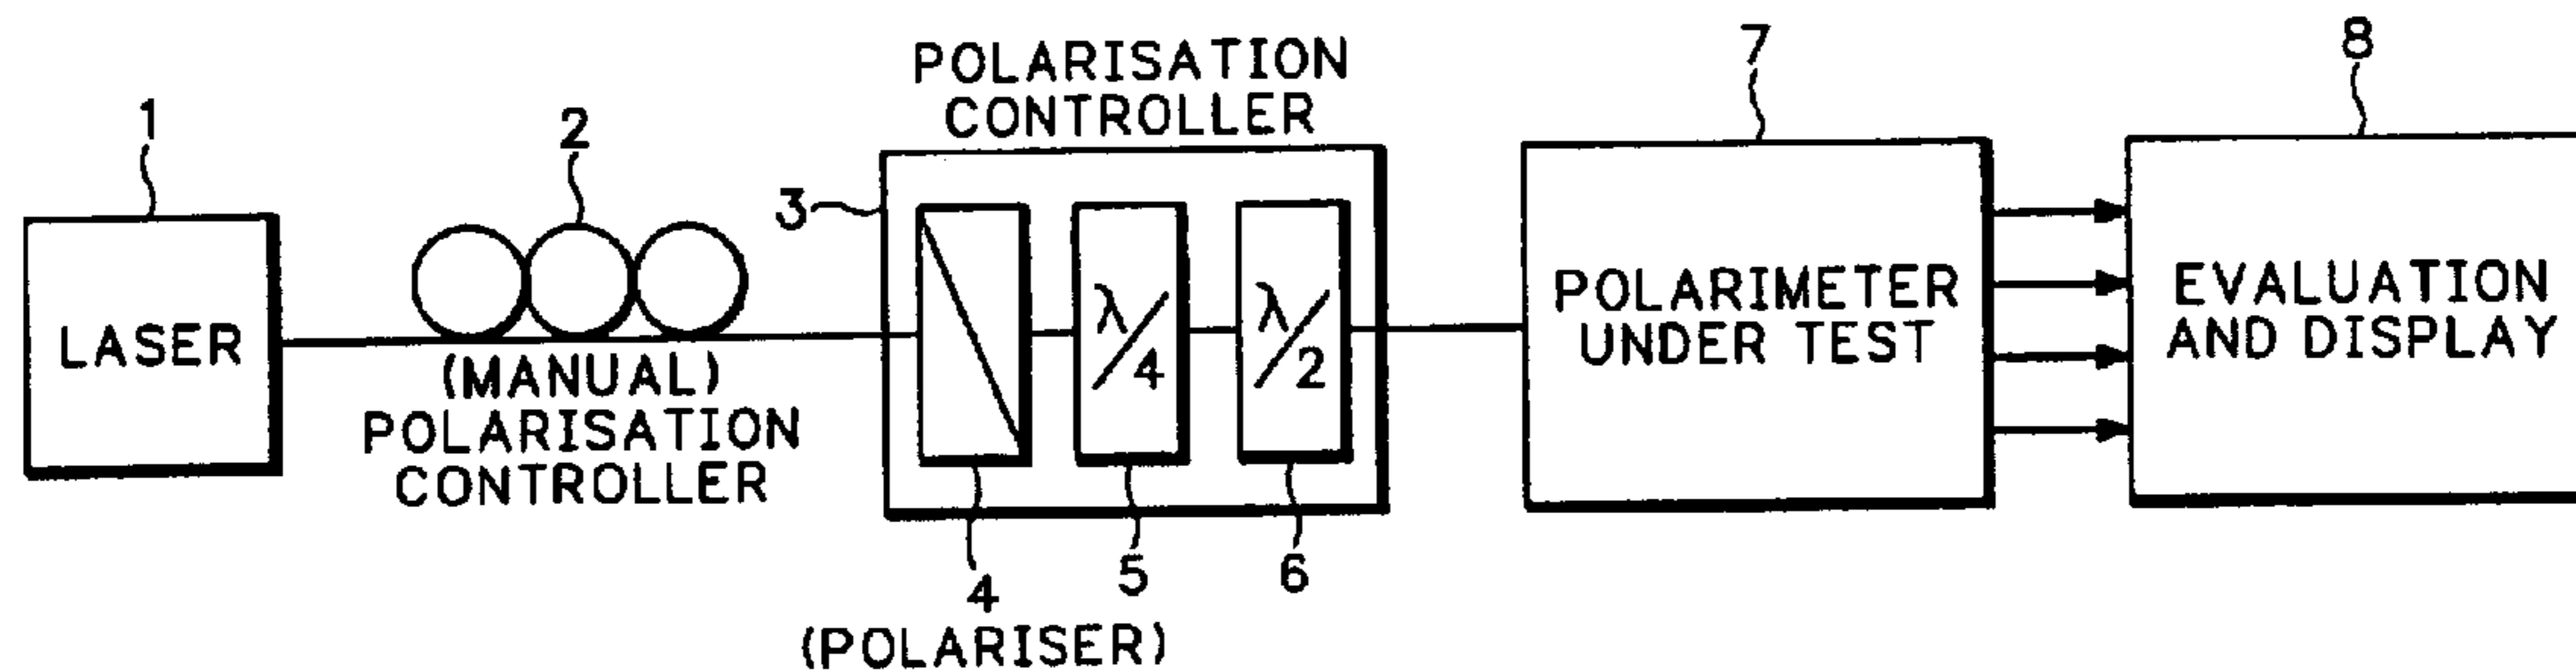 1
LASER
2
(MANUAL)
POLARISATION
CONTROLLER
POLARISATION
CONTROLLER
3
λ/4
λ/2
4
(POLARISER)
5
6
7
POLARIMETER
UNDER TEST
8
EVALUATION
AND DISPLAY